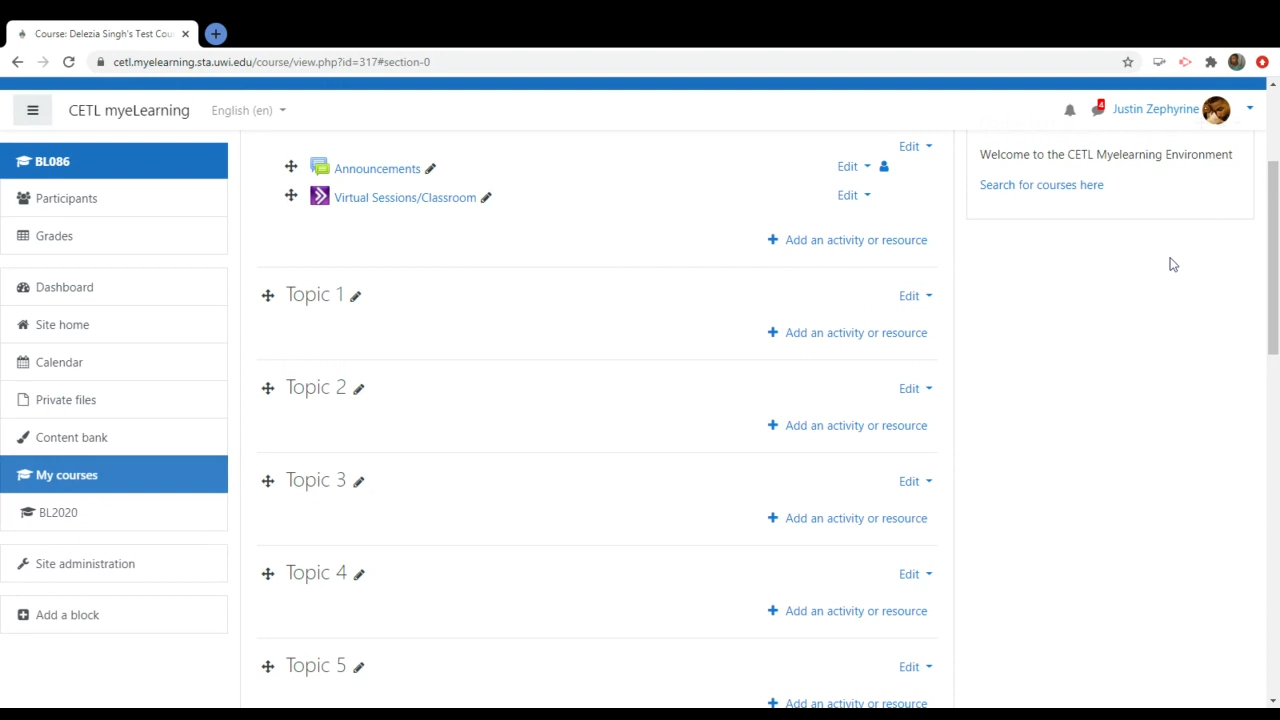 Course: Delezia Singh's Test Cou
cetl.myelearning.sta.uwi.edu/course/view.php?id=317#section-0
CETL myeLearning
English (en)
4
Justin Zephyrine
BL086
Participants
Grades
Dashboard
Site home
Calendar
Private files
Content bank
My courses
BL2020
Site administration
Add a block
Edit
Announcements
Edit
Virtual Sessions/Classroom
Edit
Add an activity or resource
Topic 1
Edit
Add an activity or resource
Topic 2
Edit
Add an activity or resource
Topic 3
Edit
Add an activity or resource
Topic 4
Edit
Add an activity or resource
Topic 5
Edit
Add an activity or resource
Welcome to the CETL Myelearning Environment
Search for courses here